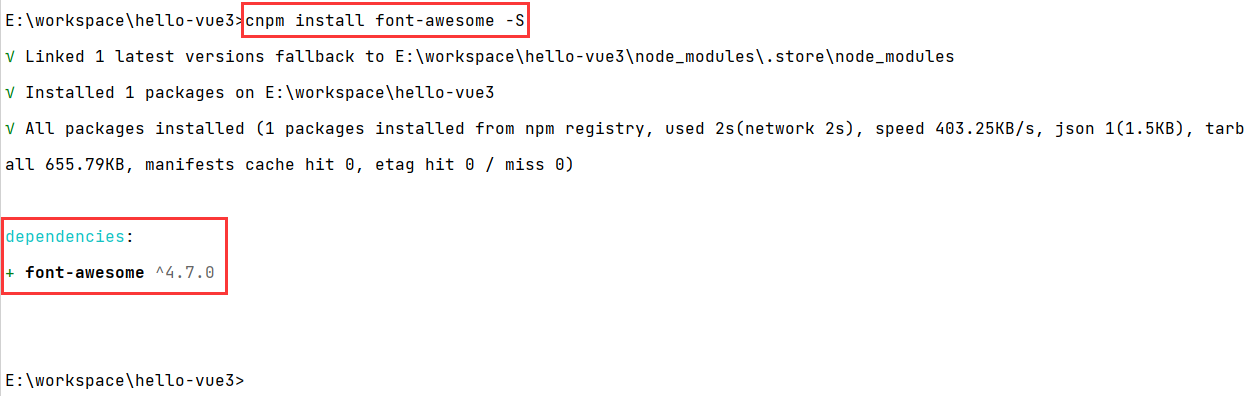 E:\workspace\hello-vue3>cnpm install font-awesome -S
√ Linked 1 latest versions fallback to E:\workspace\hello-vue3\node_modules\.store\node_modules
√ Installed 1 packages on E:\workspace\hello-vue3
√ All packages installed (1 packages installed from npm registry, used 2s(network 2s), speed 403.25KB/s, json 1(1.5KB), tarb
all 655.79KB, manifests cache hit 0, etag hit 0 / miss 0)
dependencies:
+ font-awesome ^4.7.0
E:\workspace\hello-vue3>